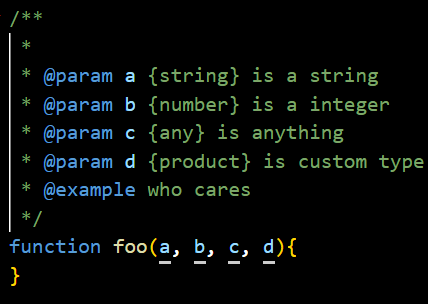 /**
 *
 * @param a {string} is a string
 * @param b {number} is a integer
 * @param c {any} is anything
 * @param d {product} is custom type
 * @example who cares
 */
function foo(a, b, c, d){
}